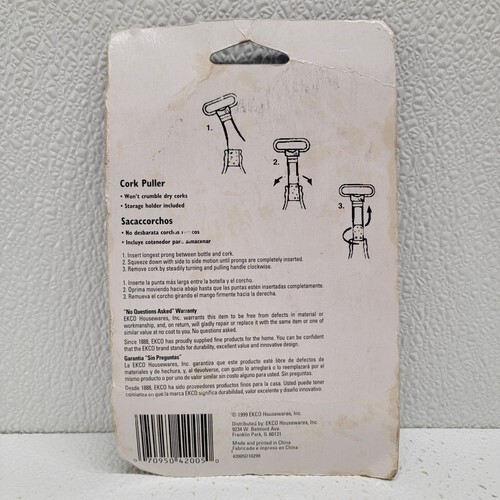 1.
2.
3.
Cork Puller
• Won't crumble dry corks
• Storage holder included
Sacaccorchos
• No desbarata corchos
• Incluye cotenedor para almacenar
1. Insert longest prong between bottle and cork.
2. Squeeze down with side to side motion until prongs are completely inserted.
3. Remove cork by steadily turning and pulling handle clockwise.
1. Inserte la punta más larga entre la botella y el corcho.
2. Oprima moviendo hacia abajo hasta que las puntas estén insertadas completamente.
3. Remueva el corcho girando el mango firmemente hacia la derecha.
"No Questions Asked" Warranty
EKCO Housewares, Inc. warrants this item to be free from defects in material or
workmanship, and, on return, will gladly repair or replace it with the same item or one of
similar value at no cost to you. No questions asked.
Since 1888, EKCO has proudly supplied fine products for the home. You can be confident
that the EKCO brand stands for durability, excellent value and innovative design.
Garantía "Sin Preguntas"
La EKCO Housewares, Inc. garantiza que este producto esté libre de defectos de
materiales y de hechura, y, al devolverse, con gusto lo arreglará o lo reemplazará por el
mismo producto o por uno de valor similar sin costo alguno para usted. Sin preguntas.
Desde 1888, EKCO ha sido proveedores productos finos para la casa. Usted puede tener
en que la marca EKCO significa durabilidad, valor excelente y diseño innovativo.
© 1999 EKCO Housewares, Inc.
Distributed by: EKCO Housewares, Inc.
9234 W. Belmont Ave.
Franklin Park, IL 60131
Made and printed in China
Fabricado e impreso en China
0 70950 42005 0